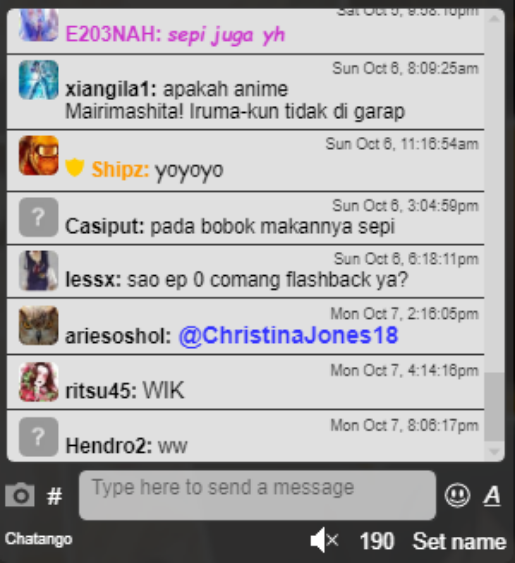 Sat Oct 5, 9:58:10pm
E203NAH: sepi juga yh
Sun Oct 6, 8:09:25am
xiangila1: apakah anime
Mairimashita! Iruma-kun tidak di garap
Sun Oct 6, 11:16:54am
Shipz: yoyoyo
Sun Oct 6, 3:04:59pm
?
Casiput: pada bobok makannya sepi
Sun Oct 6, 6:18:11pm
lessx: sao ep 0 comang flashback ya?
Mon Oct 7, 2:16:05pm
ariesoshol: @ChristinaJones18
Mon Oct 7, 4:14:16pm
ritsu45: WIK
Mon Oct 7, 8:06:17pm
?
Hendro2: ww
# Type here to send a message A
Chatango 190 Set name